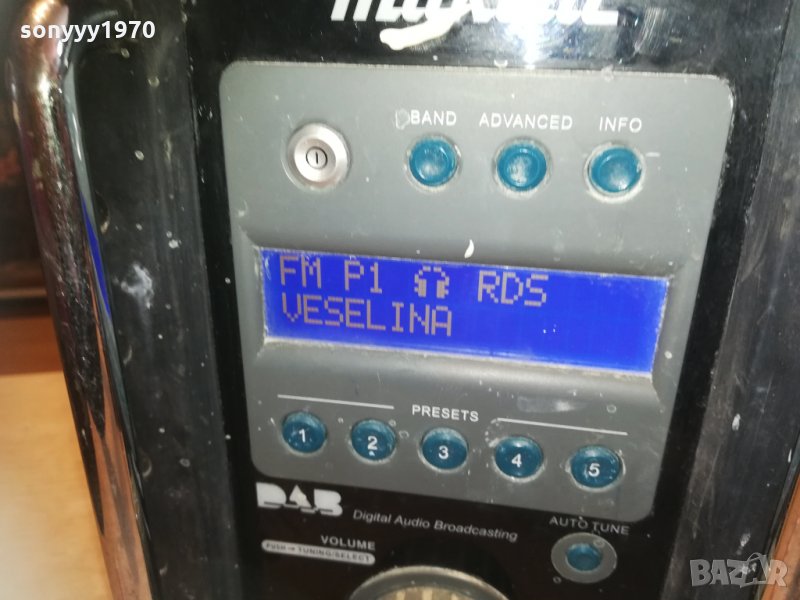 sonyyy1970
BAND ADVANCED INFO
FM P1 RDS
VESELINA
PRESETS
1 2 3 4 5
DAB
Digital Audio Broadcasting
AUTO TUNE
VOLUME
PUSH TUNING/SELECT
BAZAR